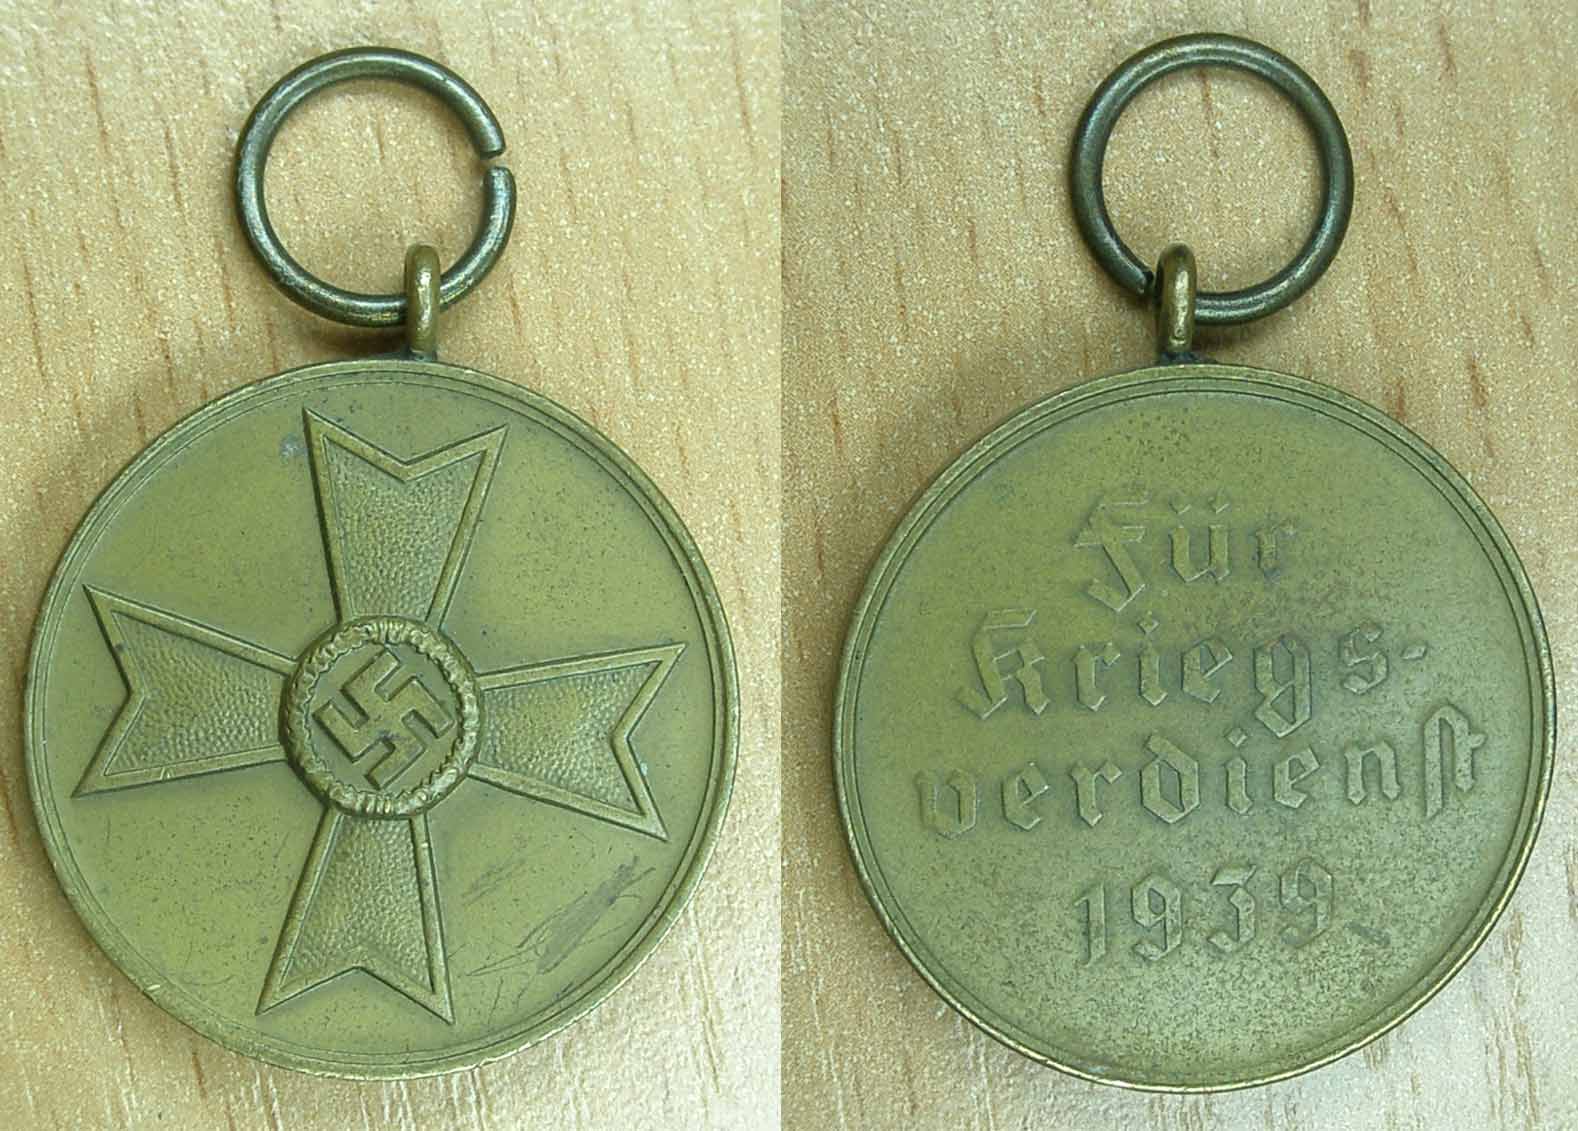 Für
Kriegs-
verdienst
1939